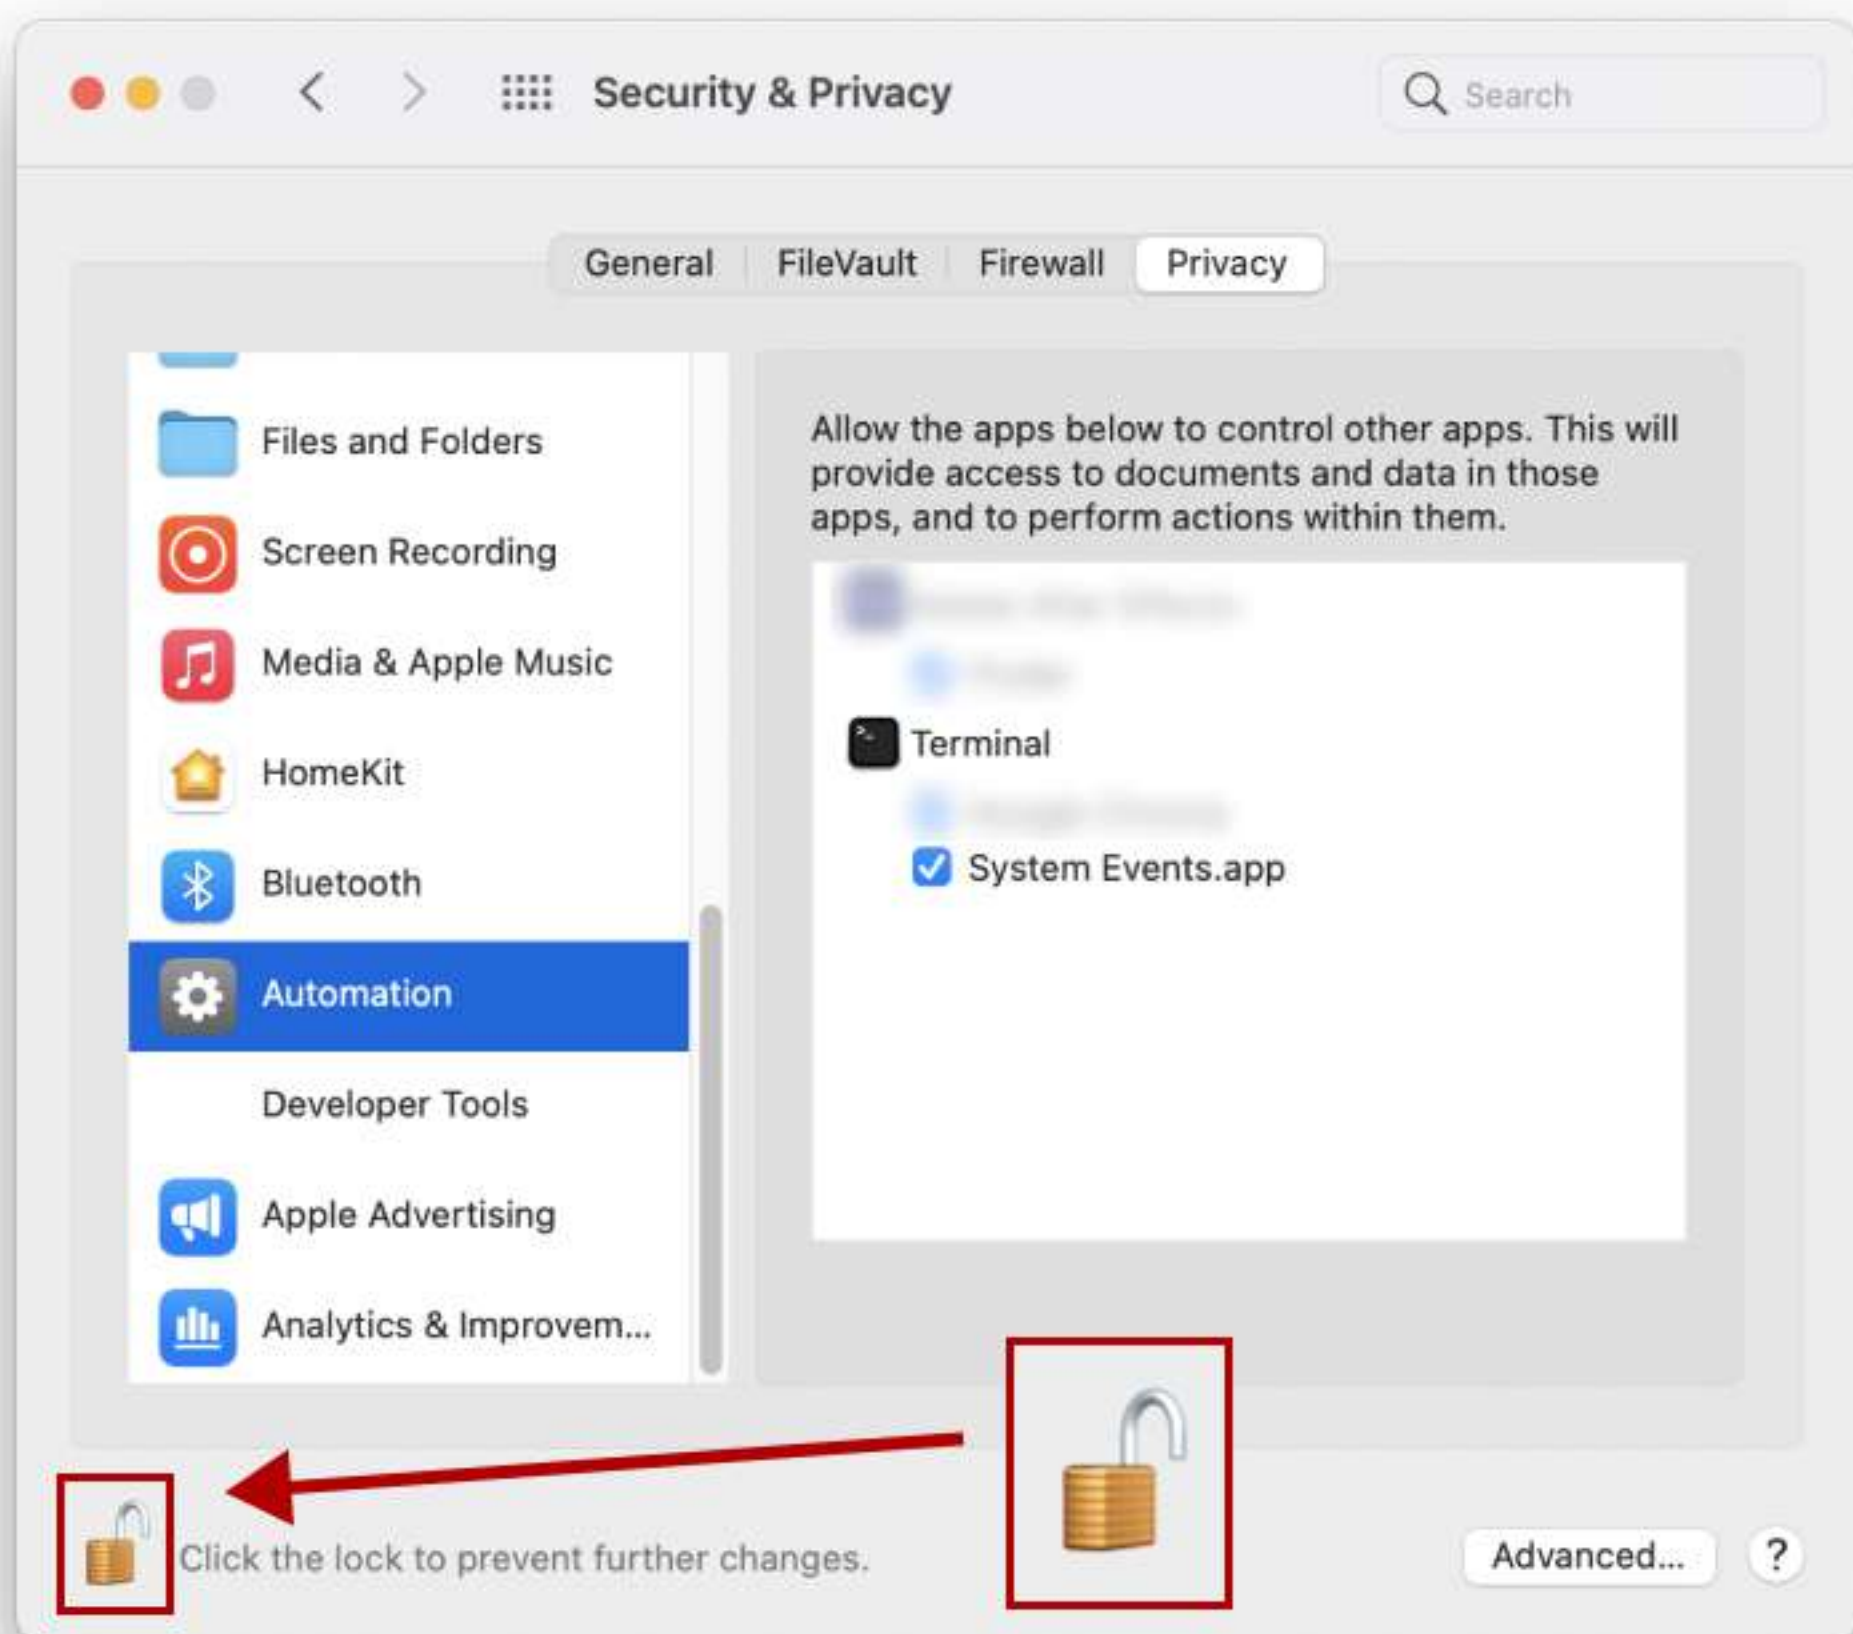 Security & Privacy
Search
General
FileVault
Firewall
Privacy
Files and Folders
Screen Recording
Media & Apple Music
HomeKit
Bluetooth
Automation
Developer Tools
Apple Advertising
Analytics & Improvem...
Allow the apps below to control other apps. This will
provide access to documents and data in those
apps, and to perform actions within them.
Terminal
System Events.app
Click the lock to prevent further changes.
Advanced...
?